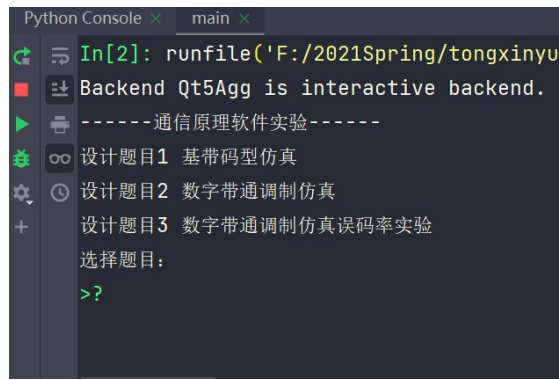 Python Console × main ×
In[2]: runfile('F:/2021Spring/tongxinyu
Backend Qt5Agg is interactive backend.
------通信原理软件实验------
设计题目1 基带码型仿真
设计题目2 数字带通调制仿真
设计题目3 数字带通调制仿真误码率实验
选择题目：
>?